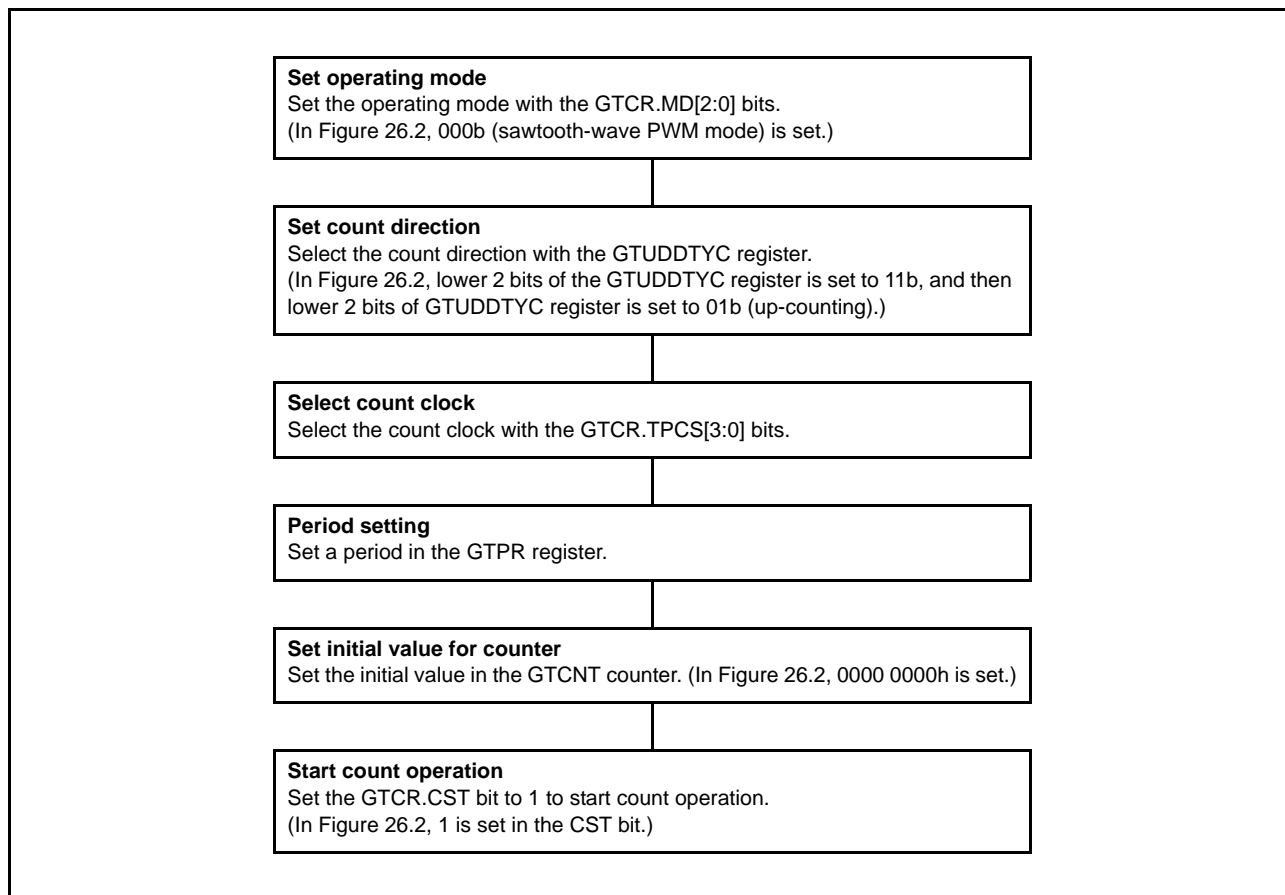 Set operating mode
Set the operating mode with the GTCR.MD[2:0] bits.
(In Figure 26.2, 000b (sawtooth-wave PWM mode) is set.)
Set count direction
Select the count direction with the GTUDDTYC register.
(In Figure 26.2, lower 2 bits of the GTUDDTYC register is set to 11b, and then
lower 2 bits of GTUDDTYC register is set to 01b (up-counting).)
Select count clock
Select the count clock with the GTCR.TPCS[3:0] bits.
Period setting
Set a period in the GTPR register.
Set initial value for counter
Set the initial value in the GTCNT counter. (In Figure 26.2, 0000 0000h is set.)
Start count operation
Set the GTCR.CST bit to 1 to start count operation.
(In Figure 26.2, 1 is set in the CST bit.)